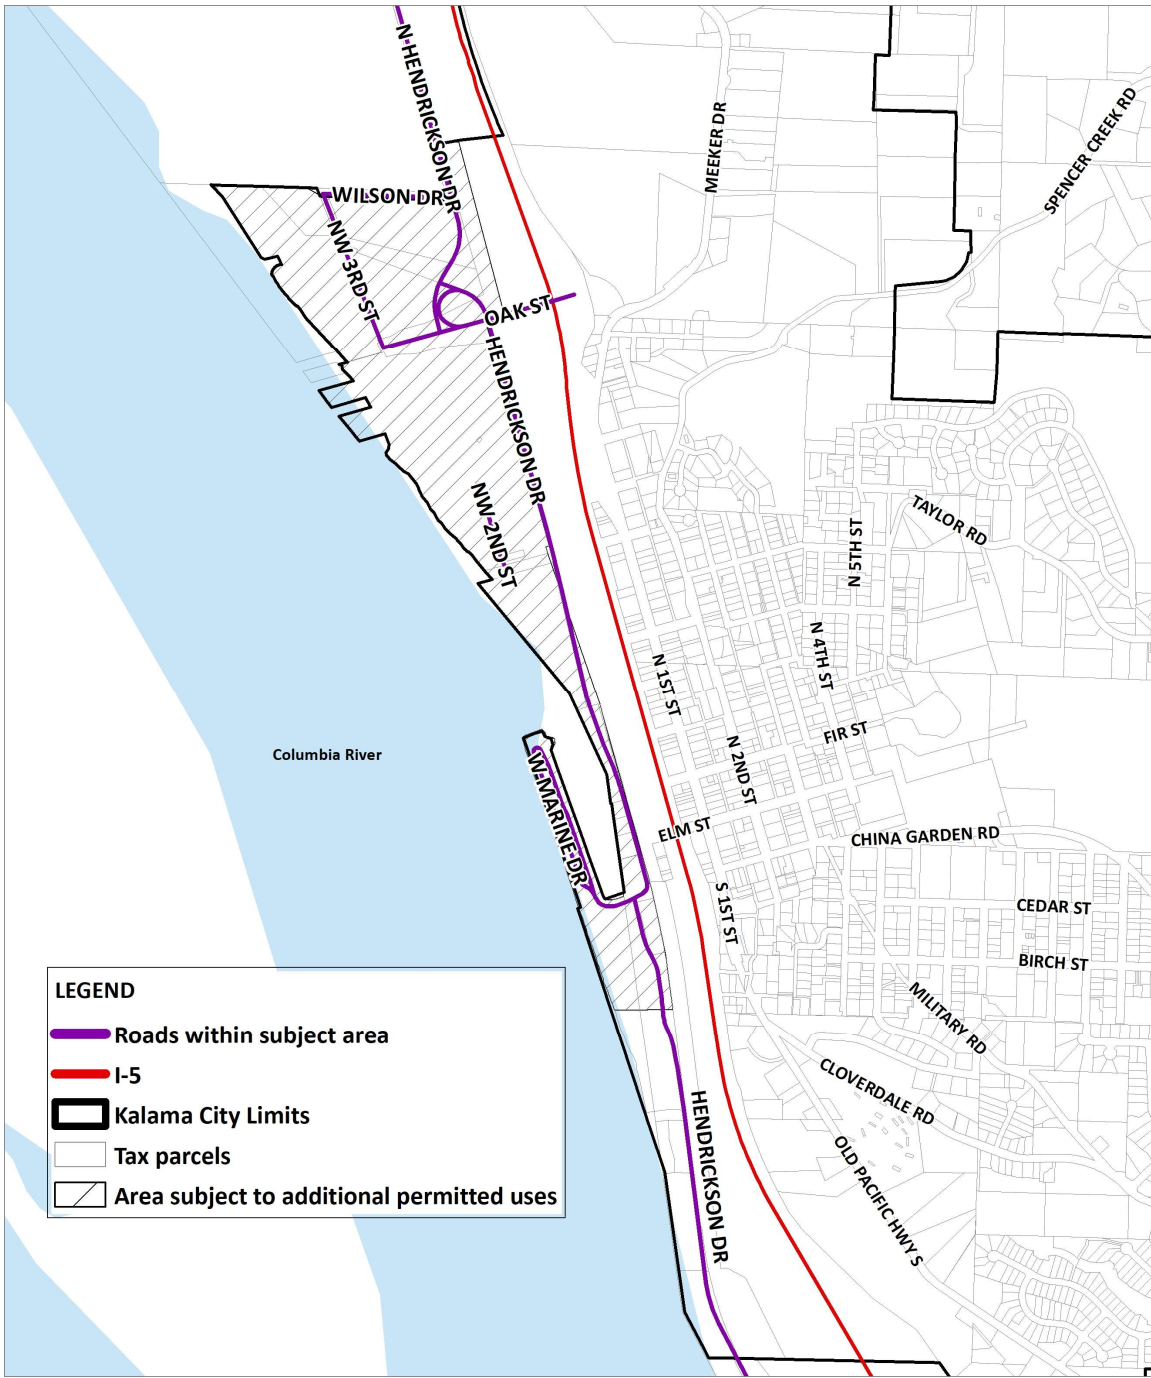 N HENDRICKSON DR
MEEKER DR
SPENCER CREEK RD
WILSON DR
NW 3RD ST
OAK ST
HENDRICKSON DR
NW 2ND ST
TAYLOR RD
N 5TH ST
N 4TH ST
N 1ST ST
N 2ND ST
FIR ST
Columbia River
W MARINE DR
ELM ST
CHINA GARDEN RD
S 1ST ST
CEDAR ST
BIRCH ST
MILITARY RD
CLOVERDALE RD
OLD PACIFIC HWY S
HENDRICKSON DR
LEGEND
Roads within subject area
I-5
Kalama City Limits
Tax parcels
Area subject to additional permitted uses